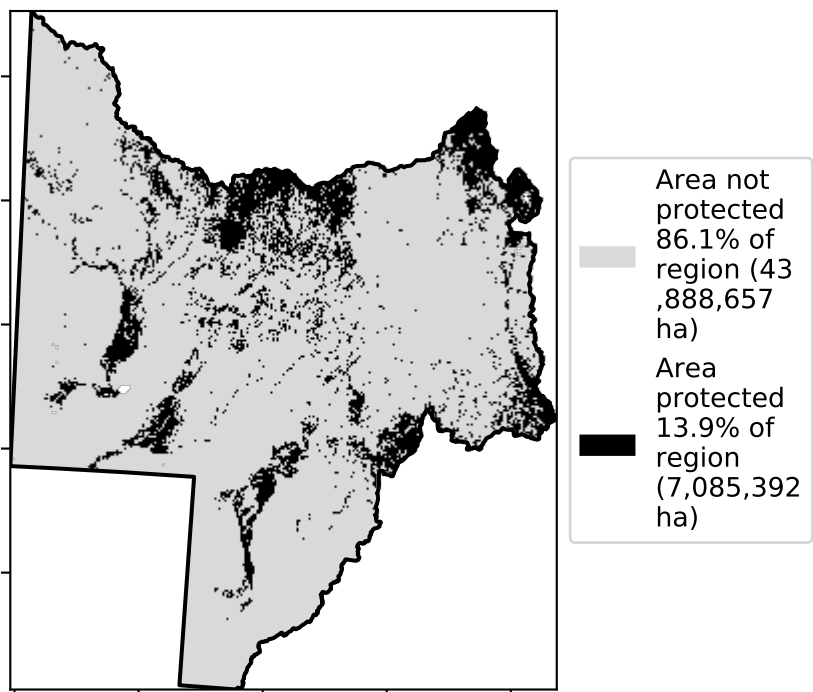 Area not
protected
86.1% of
region (43
,888,657
ha)
Area
protected
13.9% of
region
(7,085,392
ha)